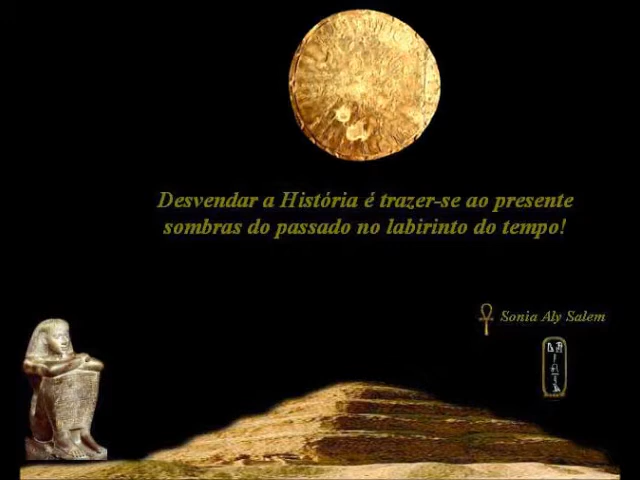 Desvendar a História é trazer-se ao presente
sombras do passado no labirinto do tempo!
Sonia Aly Salem